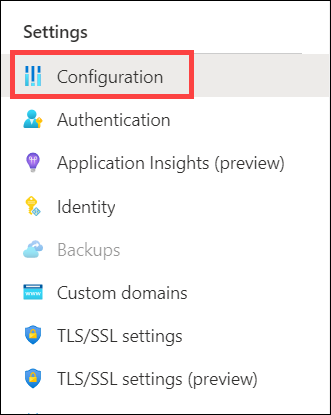 Settings
Configuration
Authentication
Application Insights (preview)
Identity
Backups
Custom domains
TLS/SSL settings
TLS/SSL settings (preview)